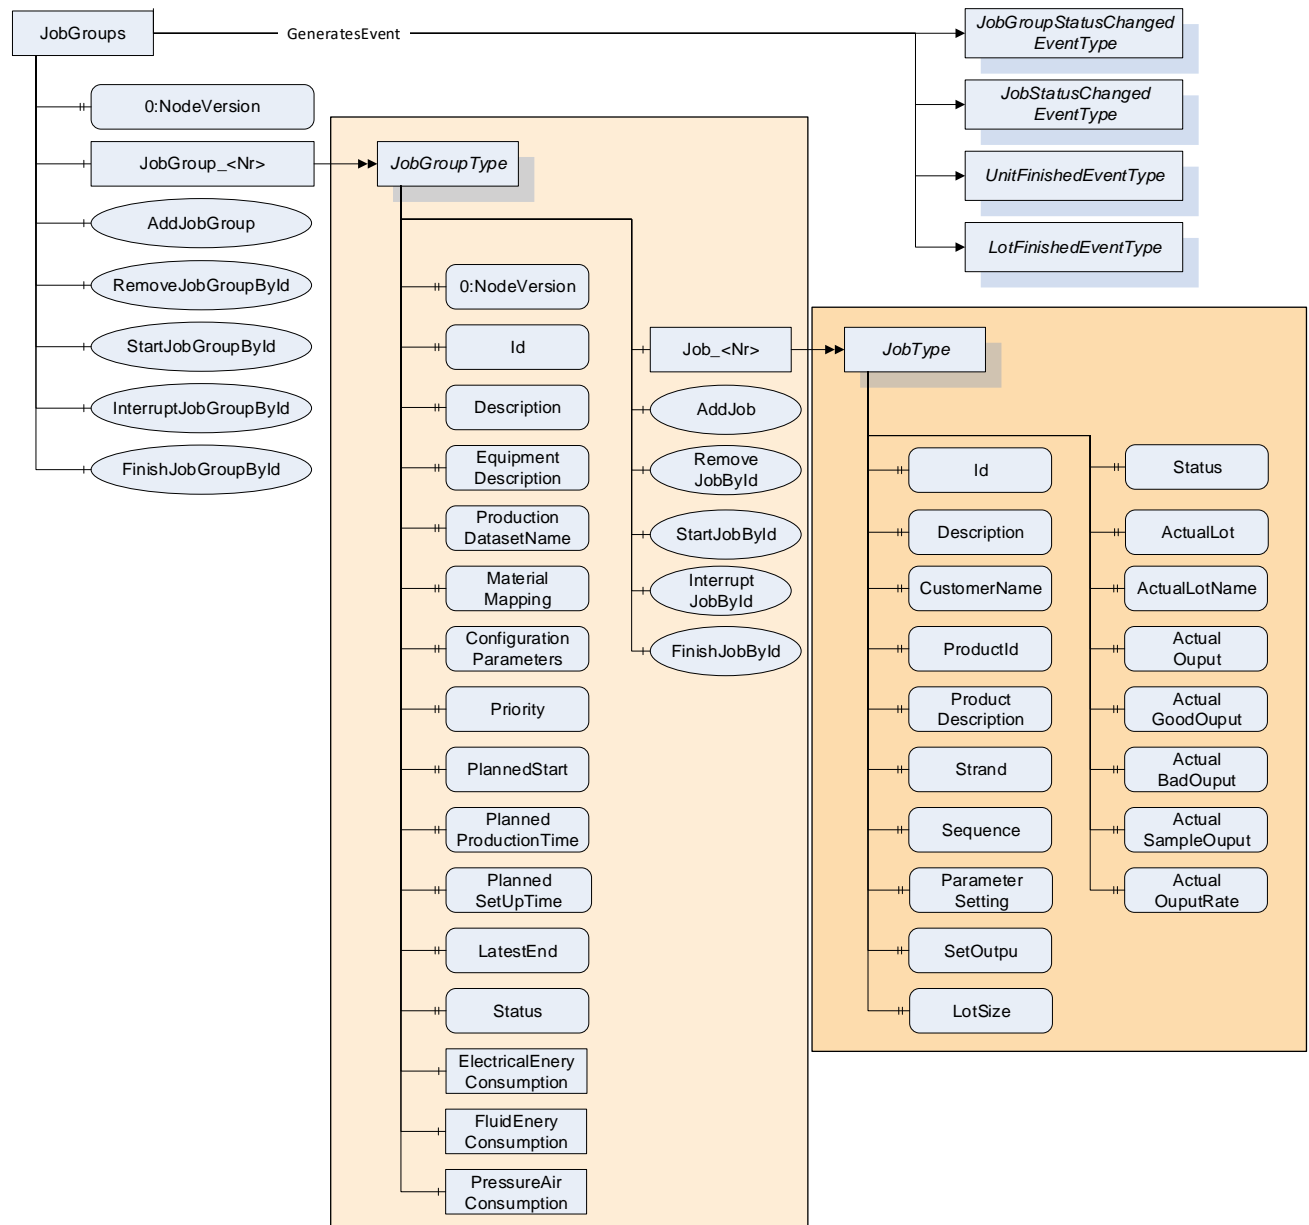 JobGroups
GeneratesEvent
JobGroupStatusChanged
EventType
JobStatusChanged
EventType
UnitFinishedEventType
LotFinishedEventType
0:NodeVersion
JobGroup_<Nr>
AddJobGroup
RemoveJobGroupById
StartJobGroupById
InterruptJobGroupById
FinishJobGroupById
JobGroupType
0:NodeVersion
Id
Description
Equipment
Description
Production
DatasetName
Material
Mapping
Configuration
Parameters
Priority
PlannedStart
Planned
ProductionTime
Planned
SetUpTime
LatestEnd
Status
ElectricalEnery
Consumption
FluidEnery
Consumption
PressureAir
Consumption
Job_<Nr>
AddJob
Remove
JobById
StartJobById
Interrupt
JobById
FinishJobById
JobType
Id
Description
CustomerName
ProductId
Product
Description
Strand
Sequence
Parameter
Setting
SetOutpu
LotSize
Status
ActualLot
ActualLotName
Actual
Ouput
Actual
GoodOuput
Actual
BadOuput
Actual
SampleOuput
Actual
OuputRate